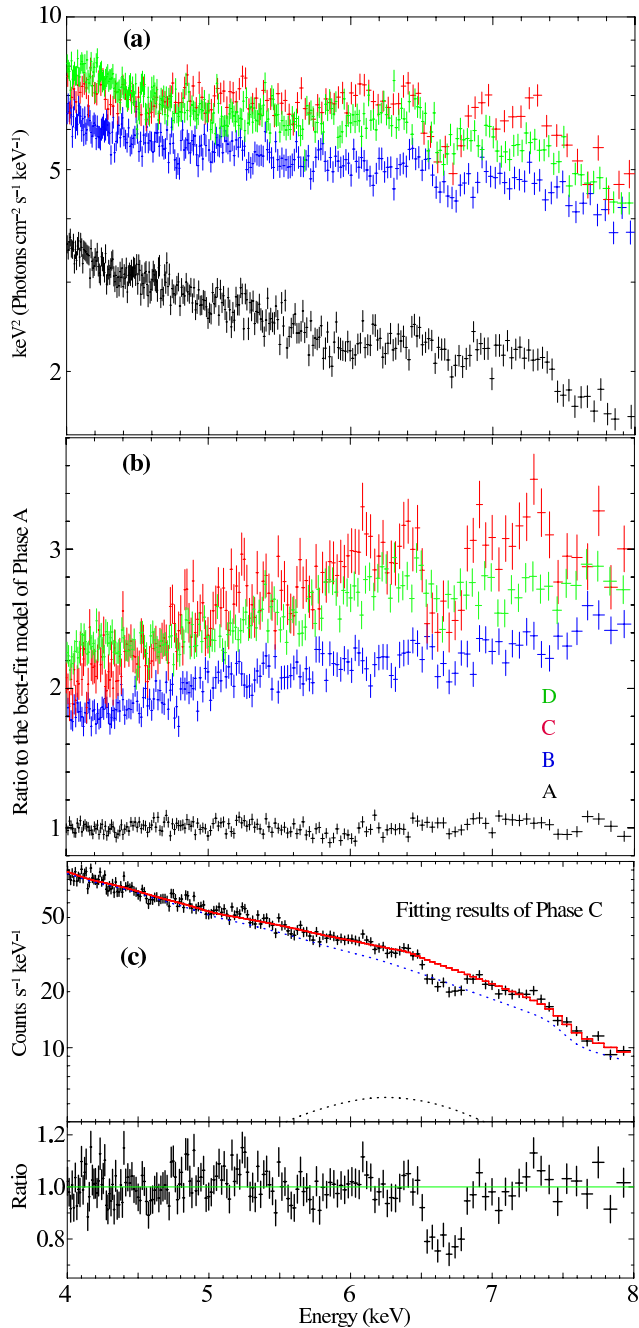 10
(a)
5
2
keV² (Photons cm⁻² s⁻¹ keV⁻¹)
(b)
3
2
1
Ratio to the best-fit model of Phase A
D
C
B
A
50
20
10
Counts s⁻¹ keV⁻¹
Fitting results of Phase C
(c)
1.2
1.0
0.8
Ratio
4 5 6 7 8
Energy (keV)